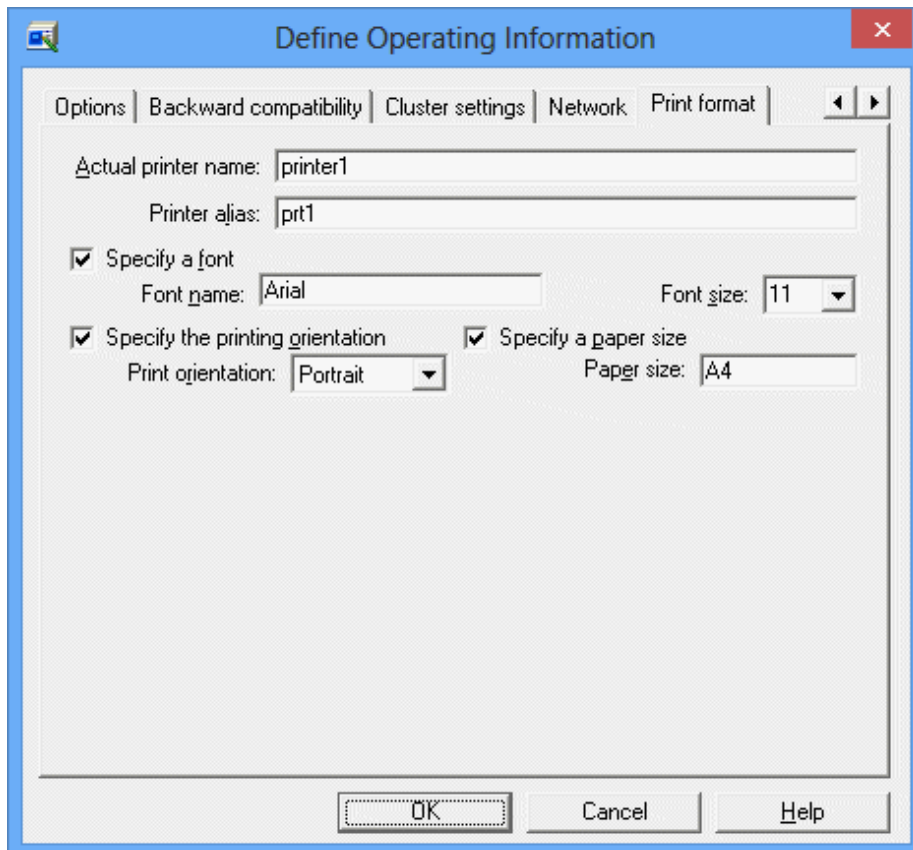 Define Operating Information
Options Backward compatibility Cluster settings Network Print format
Actual printer name: printer1
Printer alias: prt1
Specify a font
Font name: Arial Font size: 11
Specify the printing orientation Specify a paper size
Print orientation: Portrait Paper size: A4
OK Cancel Help